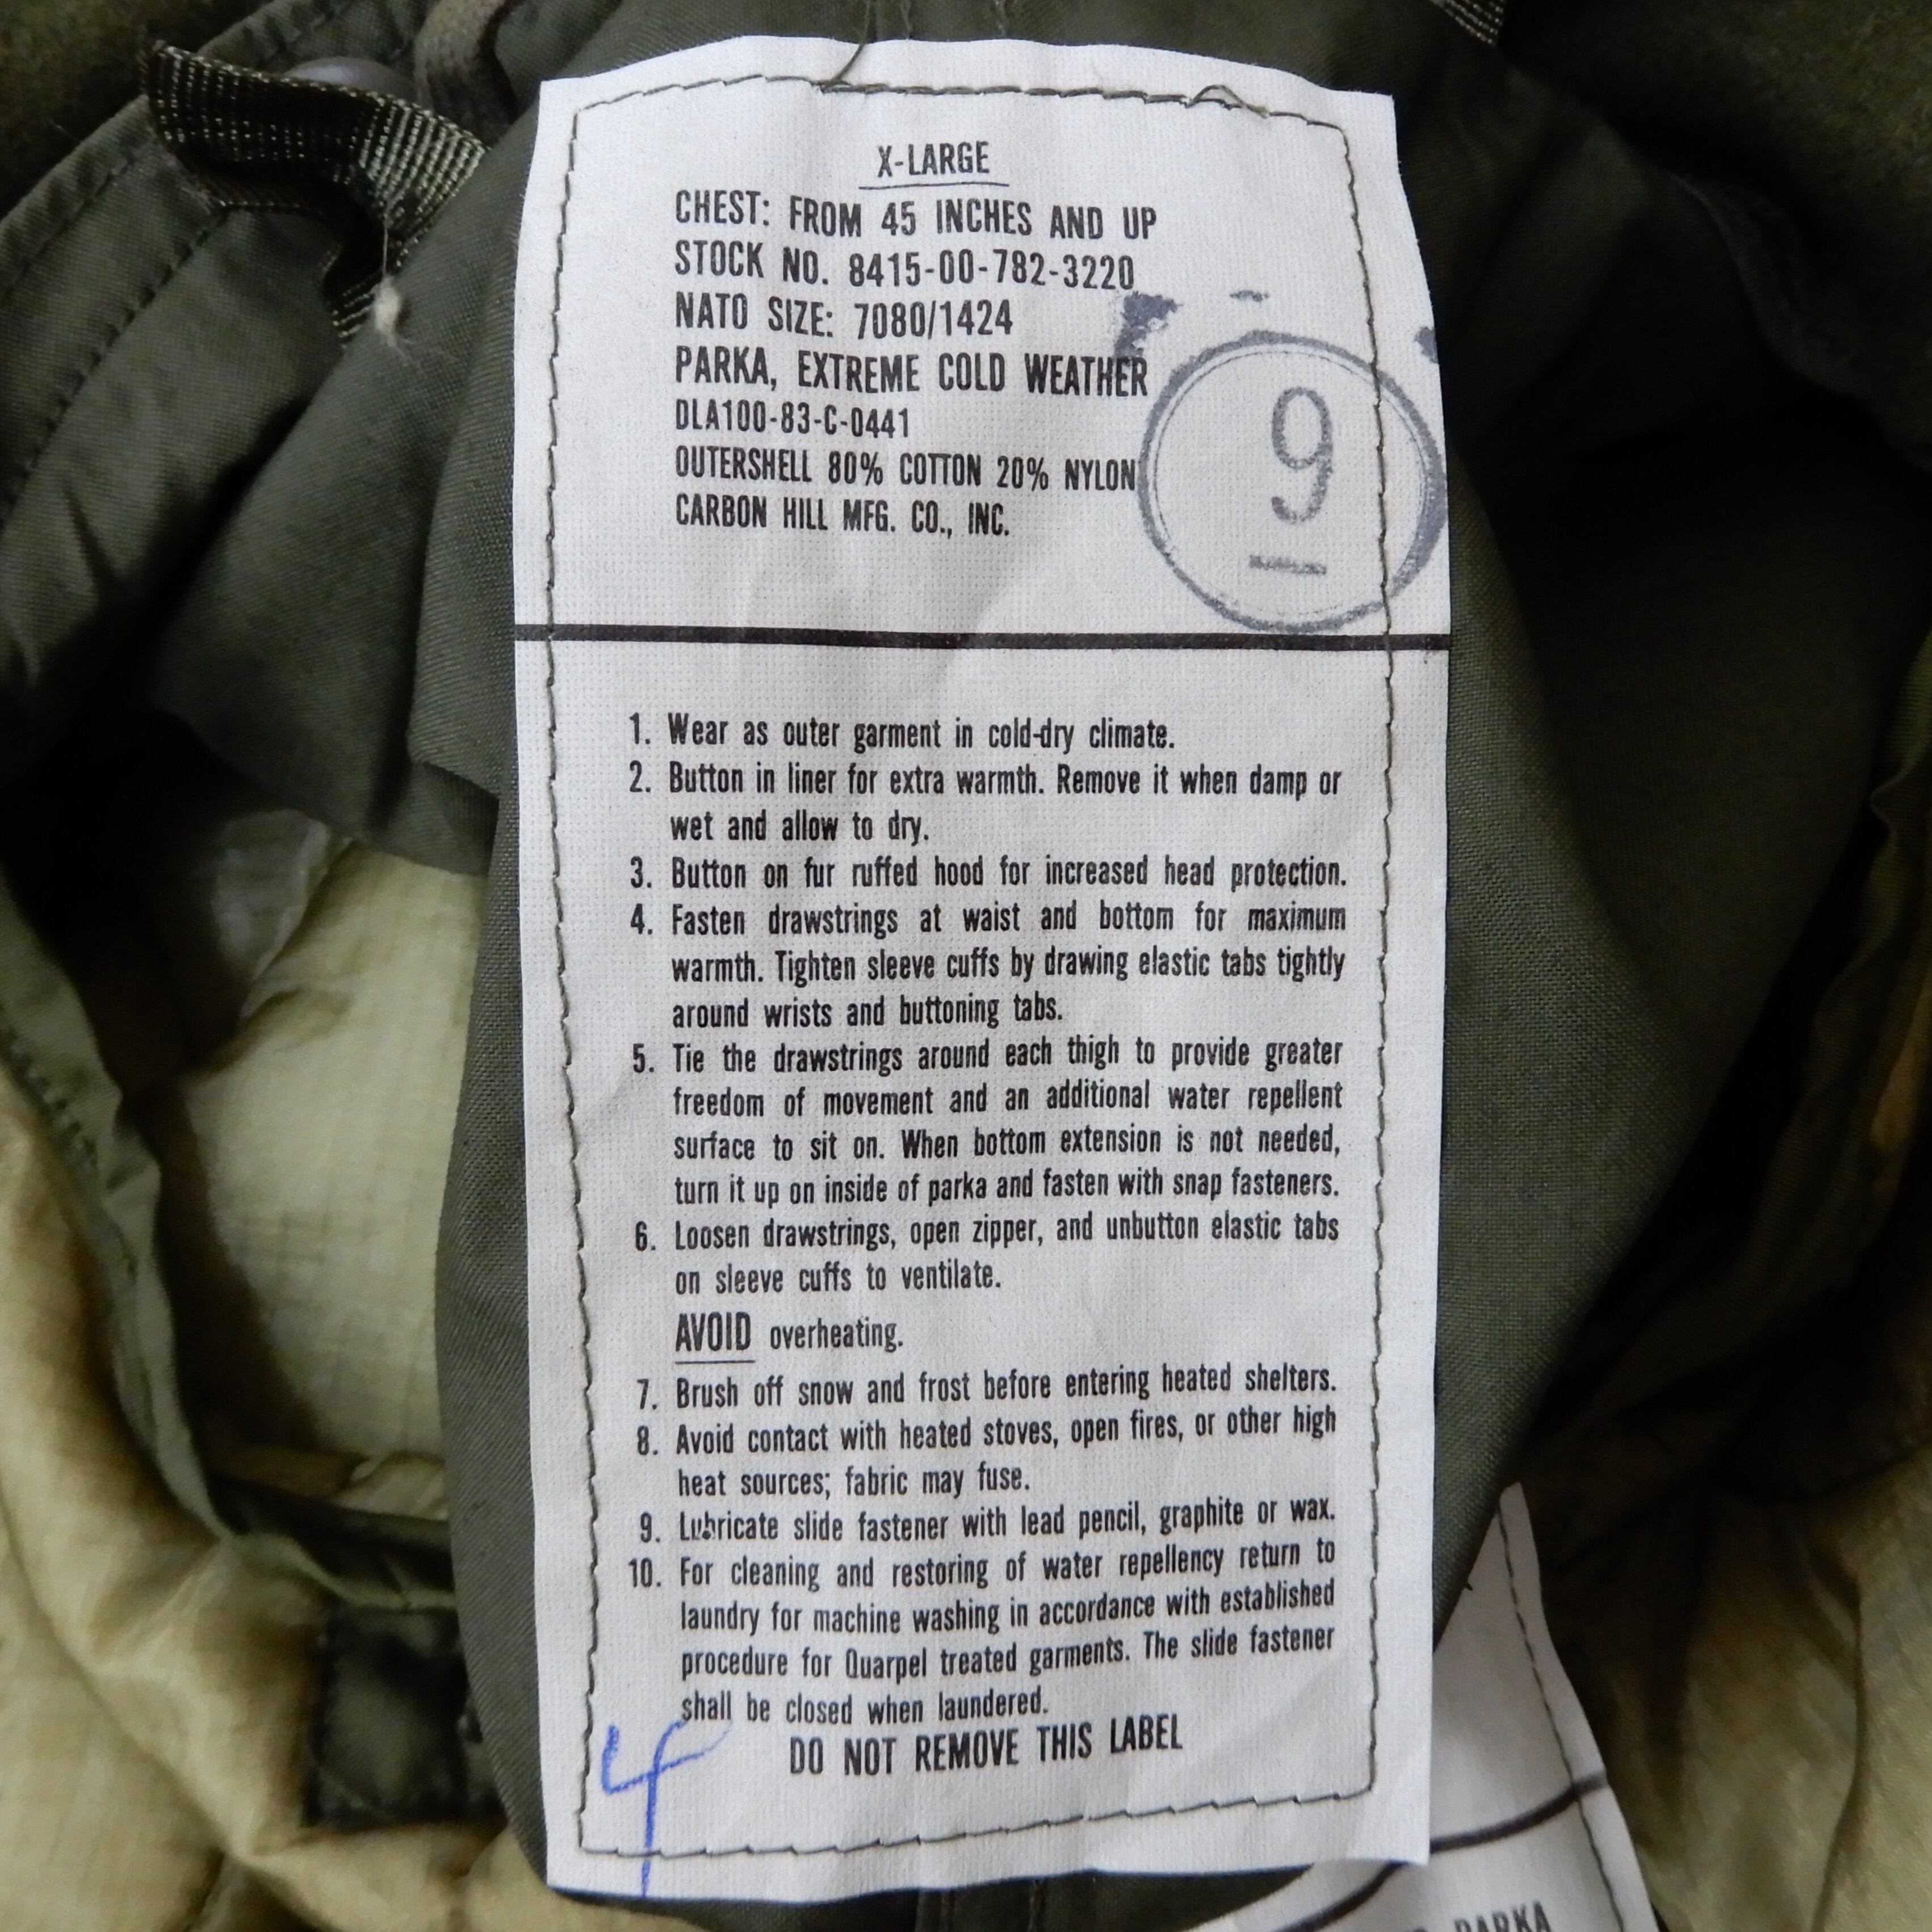 X-LARGE
CHEST: FROM 45 INCHES AND UP
STOCK NO. 8415-00-782-3220
NATO SIZE: 7080/1424
PARKA, EXTREME COLD WEATHER
DLA100-83-C-0441
OUTERSHELL 80% COTTON 20% NYLON
CARBON HILL MFG. CO., INC.
9
1. Wear as outer garment in cold-dry climate.
2. Button in liner for extra warmth. Remove it when damp or
wet and allow to dry.
3. Button on fur ruffed hood for increased head protection.
4. Fasten drawstrings at waist and bottom for maximum
warmth. Tighten sleeve cuffs by drawing elastic tabs tightly
around wrists and buttoning tabs.
5. Tie the drawstrings around each thigh to provide greater
freedom of movement and an additional water repellent
surface to sit on. When bottom extension is not needed,
turn it up on inside of parka and fasten with snap fasteners.
6. Loosen drawstrings, open zipper, and unbutton elastic tabs
on sleeve cuffs to ventilate.
AVOID overheating.
7. Brush off snow and frost before entering heated shelters.
8. Avoid contact with heated stoves, open fires, or other high
heat sources; fabric may fuse.
9. Lubricate slide fastener with lead pencil, graphite or wax.
10. For cleaning and restoring of water repellency return to
laundry for machine washing in accordance with established
procedure for Quarpel treated garments. The slide fastener
shall be closed when laundered.
DO NOT REMOVE THIS LABEL
4
PARKA